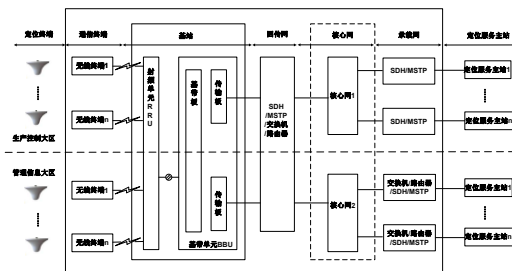 定位终端 通信终端 基站 回传网 核心网 承载网 定位服务主站
无线终端1
无线终端n
生产控制大区
射频单元RRU
基带板
传输板
SDH
/MSTP
/交换机
/路由器
核心网1
SDH/MSTP
SDH/MSTP
定位服务主站1
定位服务主站n
管理信息大区
无线终端1
无线终端n
传输板
基带单元BBU
核心网2
交换机/路由器
/SDH/MSTP
交换机/路由器
/SDH/MSTP
定位服务主站1
定位服务主站n